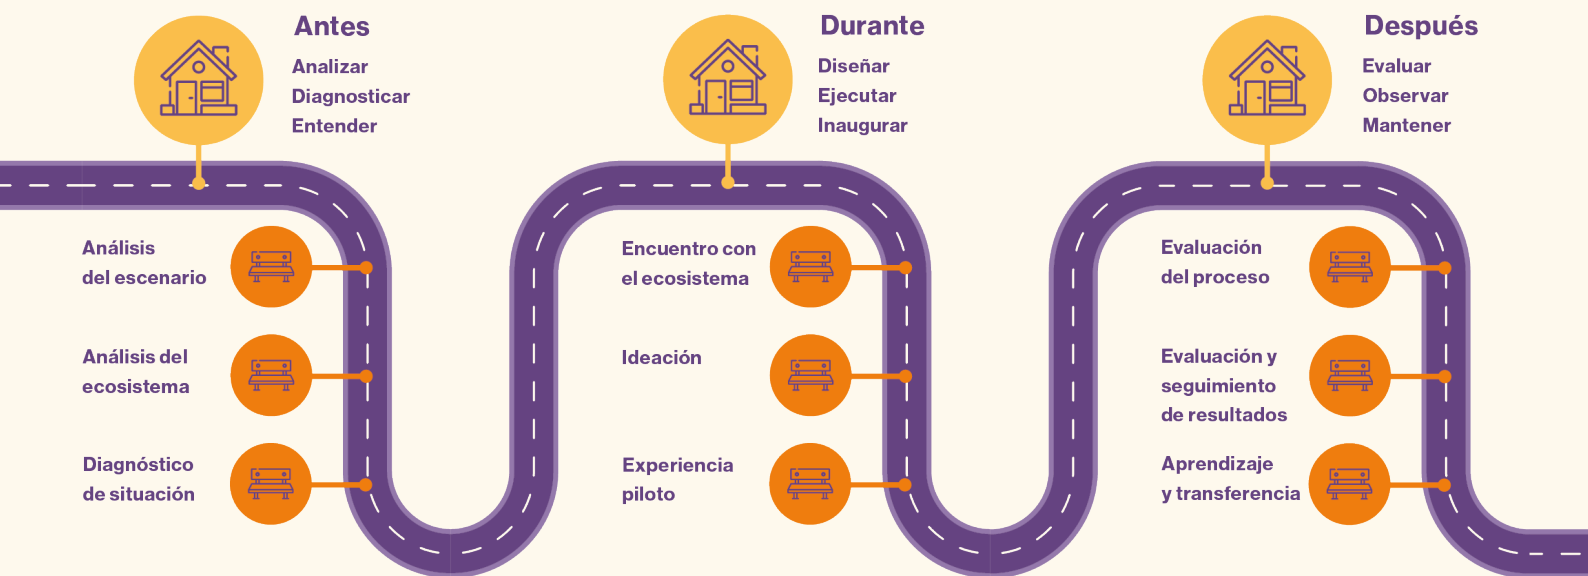 Antes
Analizar
Diagnosticar
Entender
Análisis
del escenario
Análisis del
ecosistema
Diagnóstico
de situación
Durante
Diseñar
Ejecutar
Inaugurar
Encuentro con
el ecosistema
Ideación
Experiencia
piloto
Después
Evaluar
Observar
Mantener
Evaluación
del proceso
Evaluación y
seguimiento
de resultados
Aprendizaje
y transferencia